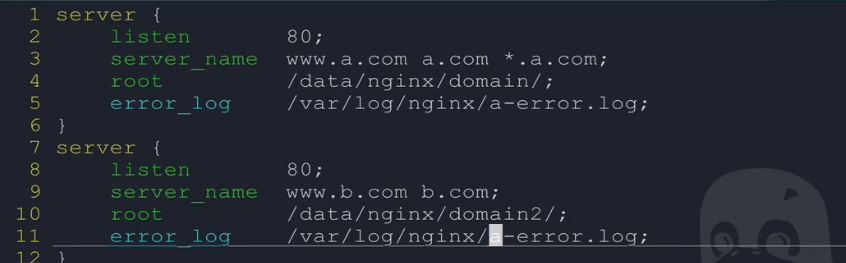 1 server {
2     listen       80;
3     server_name  www.a.com a.com *.a.com;
4     root         /data/nginx/domain/;
5     error_log    /var/log/nginx/a-error.log;
6 }
7 server {
8     listen       80;
9     server_name  www.b.com b.com;
10     root         /data/nginx/domain2/;
11     error_log    /var/log/nginx/a-error.log;
12 }